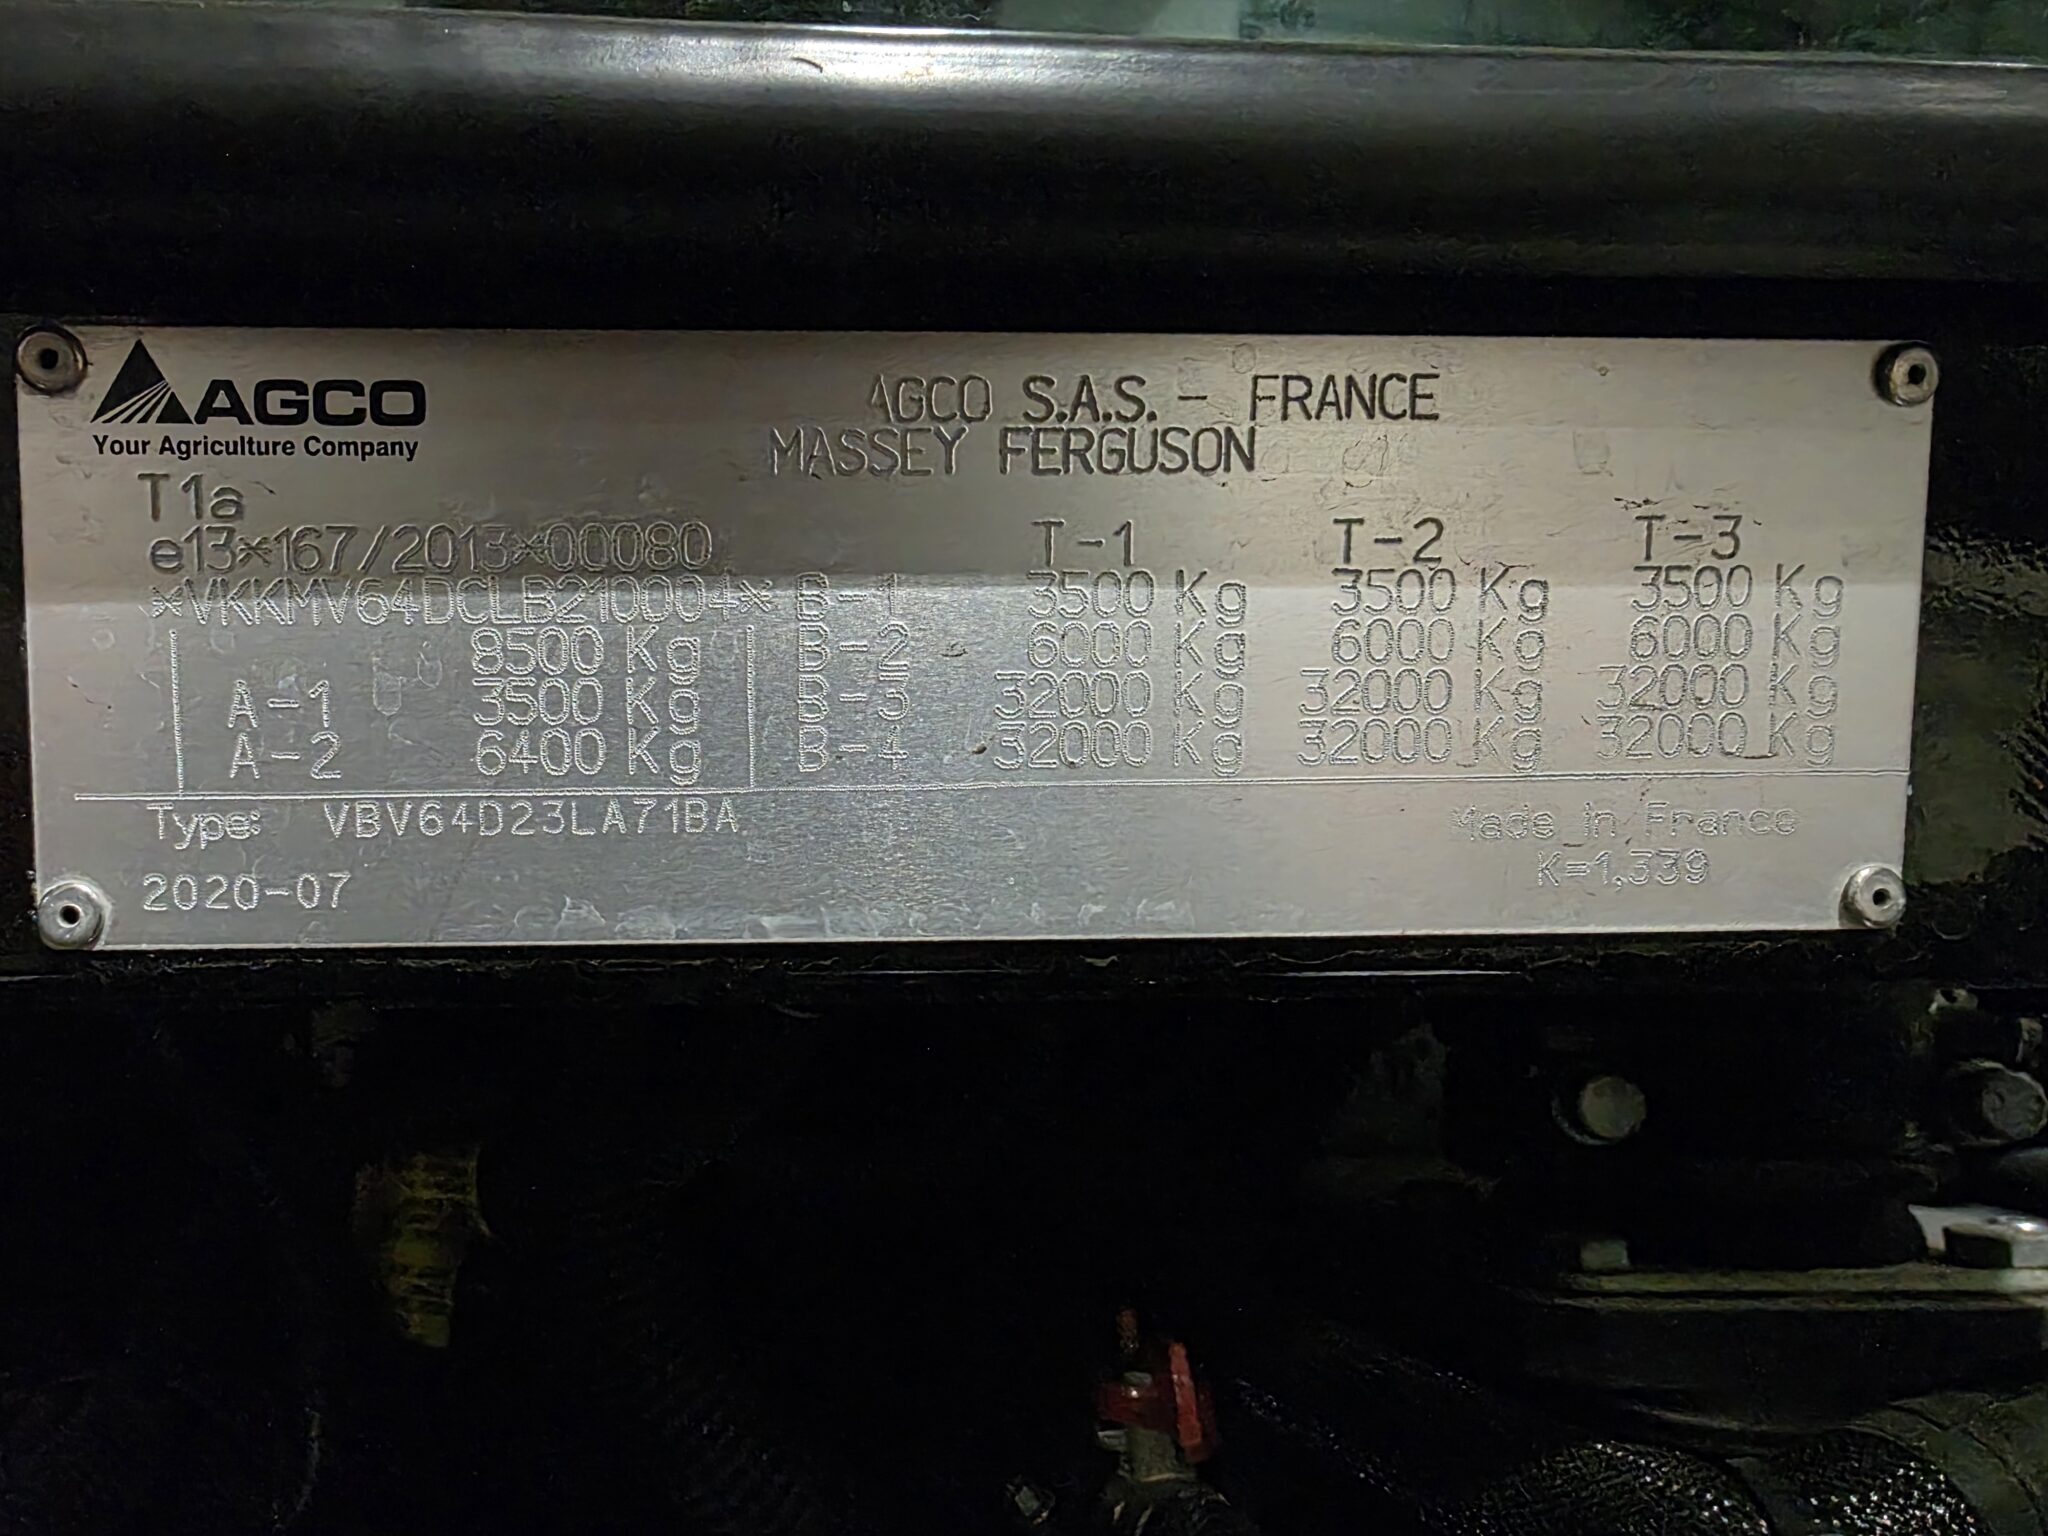 AGCO
Your Agriculture Company
AGCO S.A.S. - FRANCE
MASSEY FERGUSON
T1a
e13*167/2013*00080
T-1 T-2 T-3
*VKKMV64DCLB210004* B-1 3500 Kg 3500 Kg 3500 Kg
8500 Kg B-2 6000 Kg 6000 Kg 6000 Kg
A-1 3500 Kg B-3 32000 Kg 32000 Kg 32000 Kg
A-2 6400 Kg B-4 32000 Kg 32000 Kg 32000 Kg
Type: VBV64D23LA71BA Made in France
2020-07 K=1,339